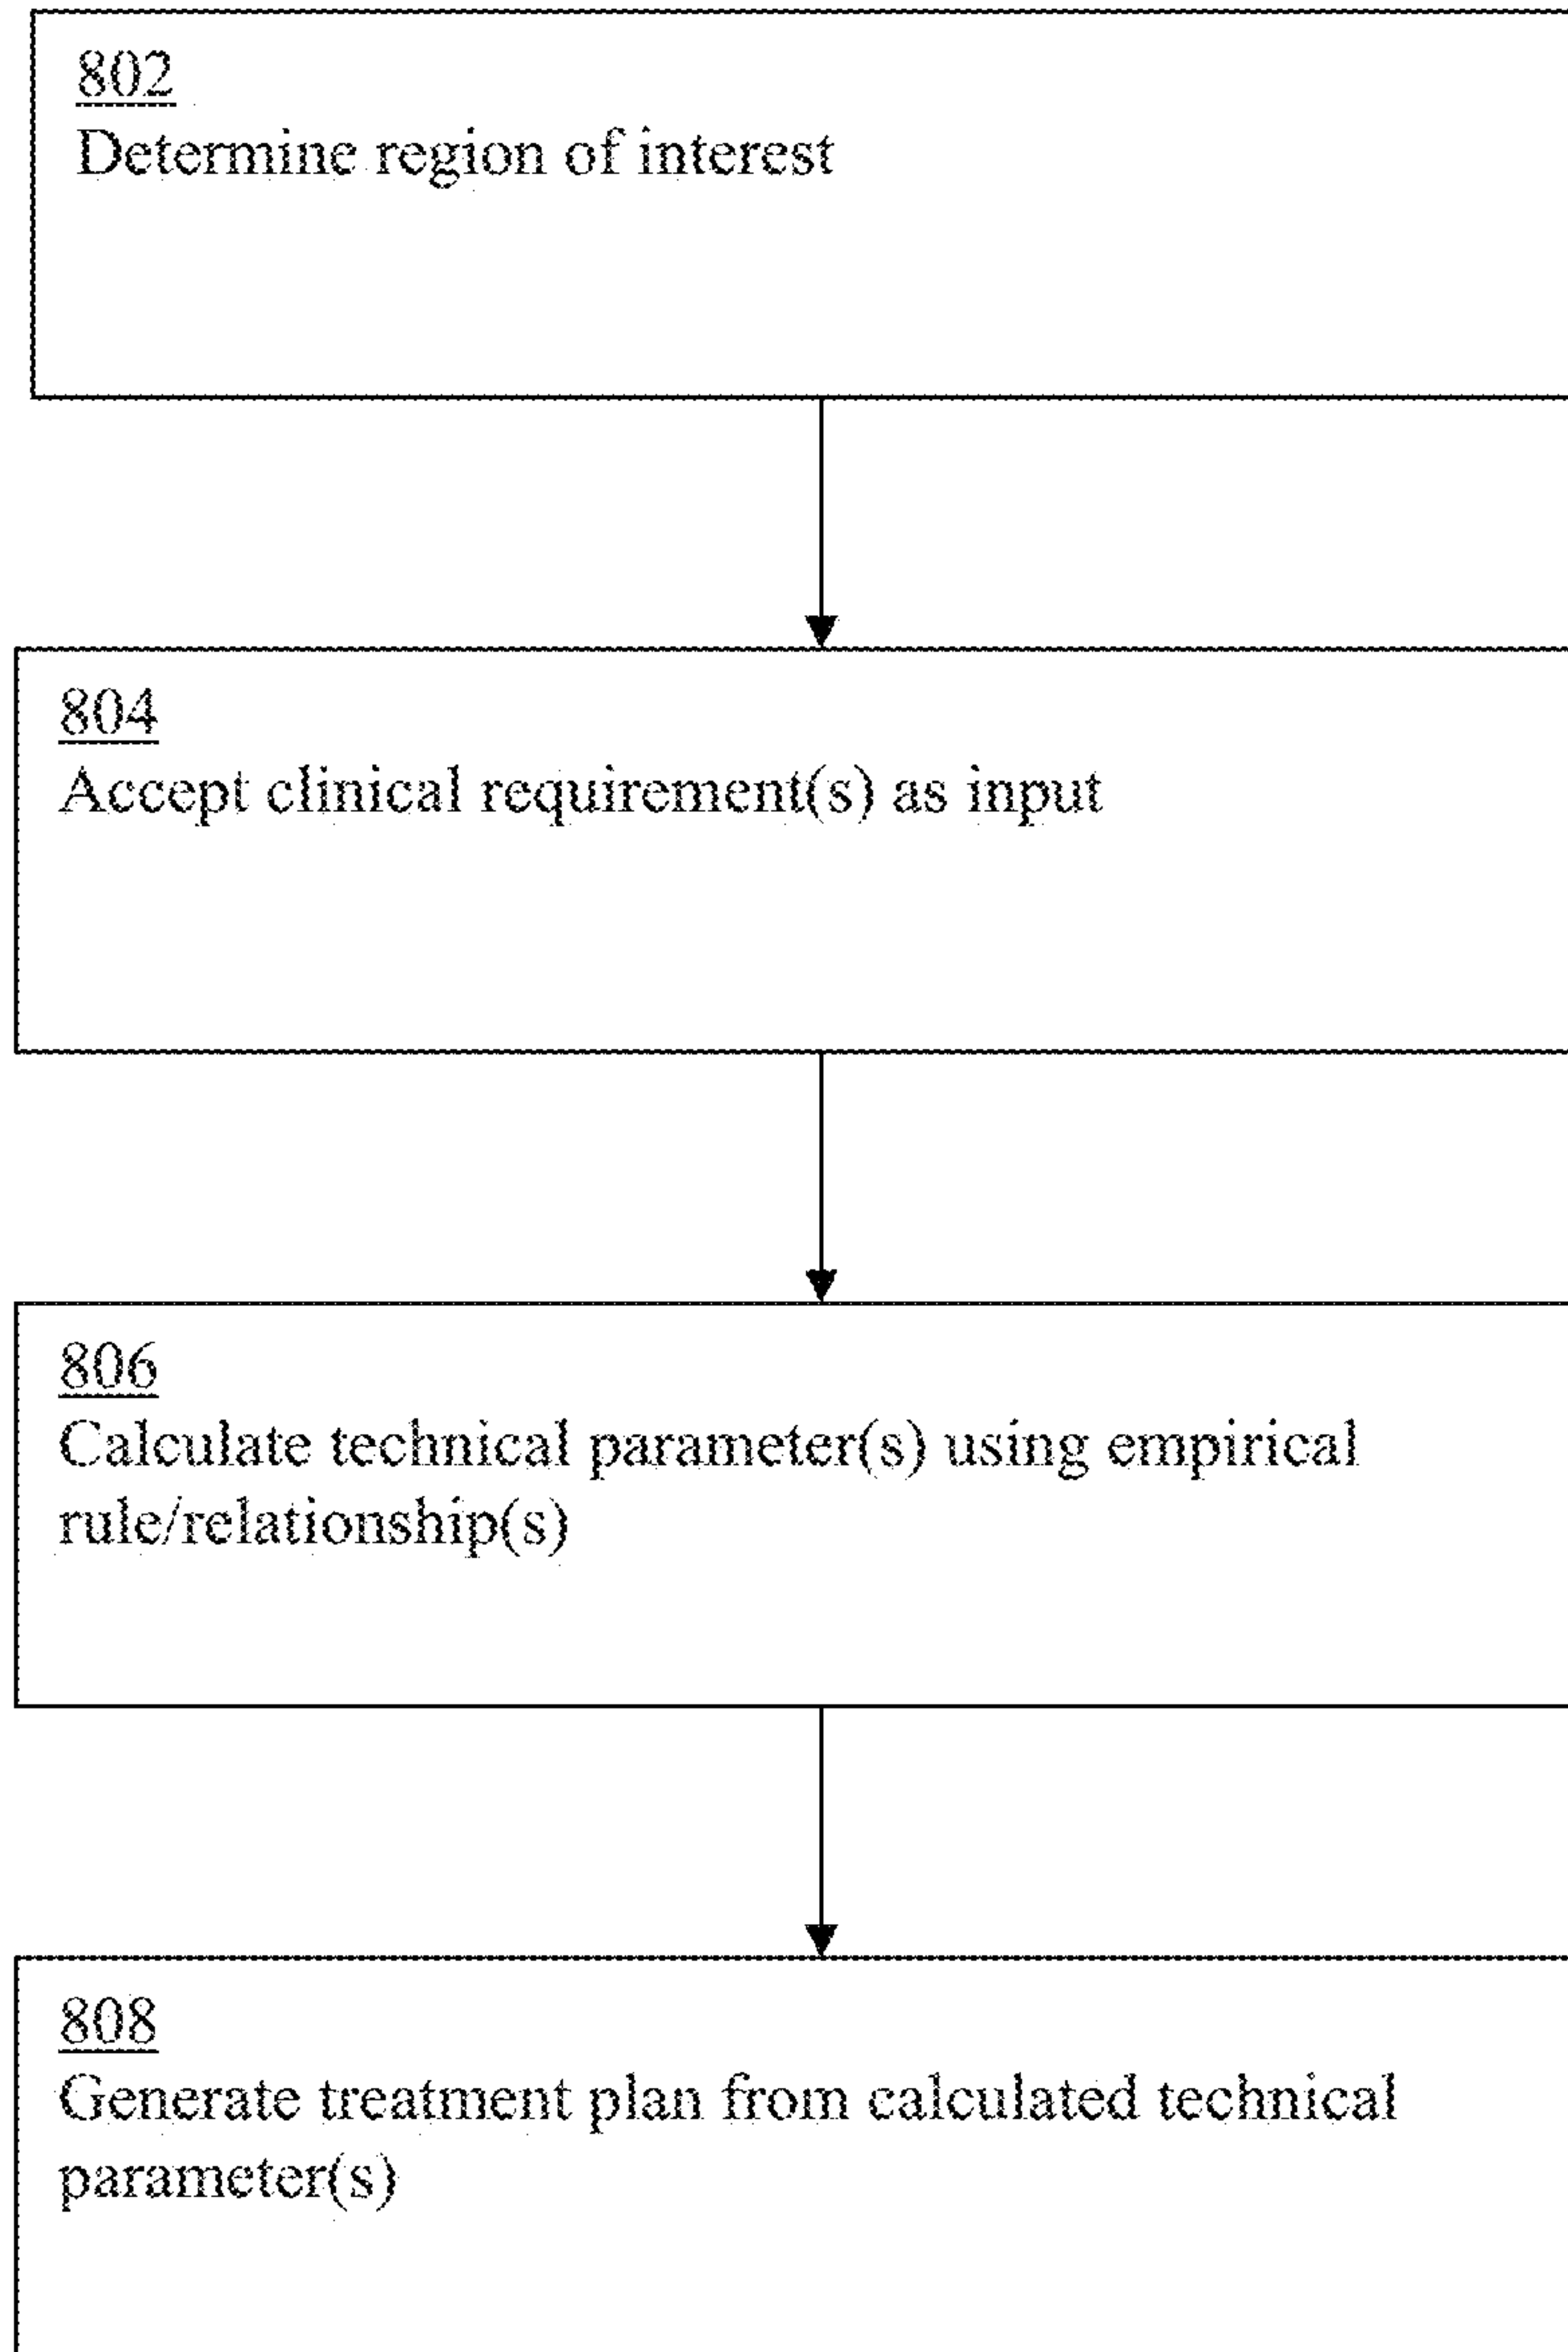 802
Determine region of interest
804
Accept clinical requirement(s) as input
806
Calculate technical parameter(s) using empirical
rule/relationship(s)
808
Generate treatment plan from calculated technical
parameter(s)